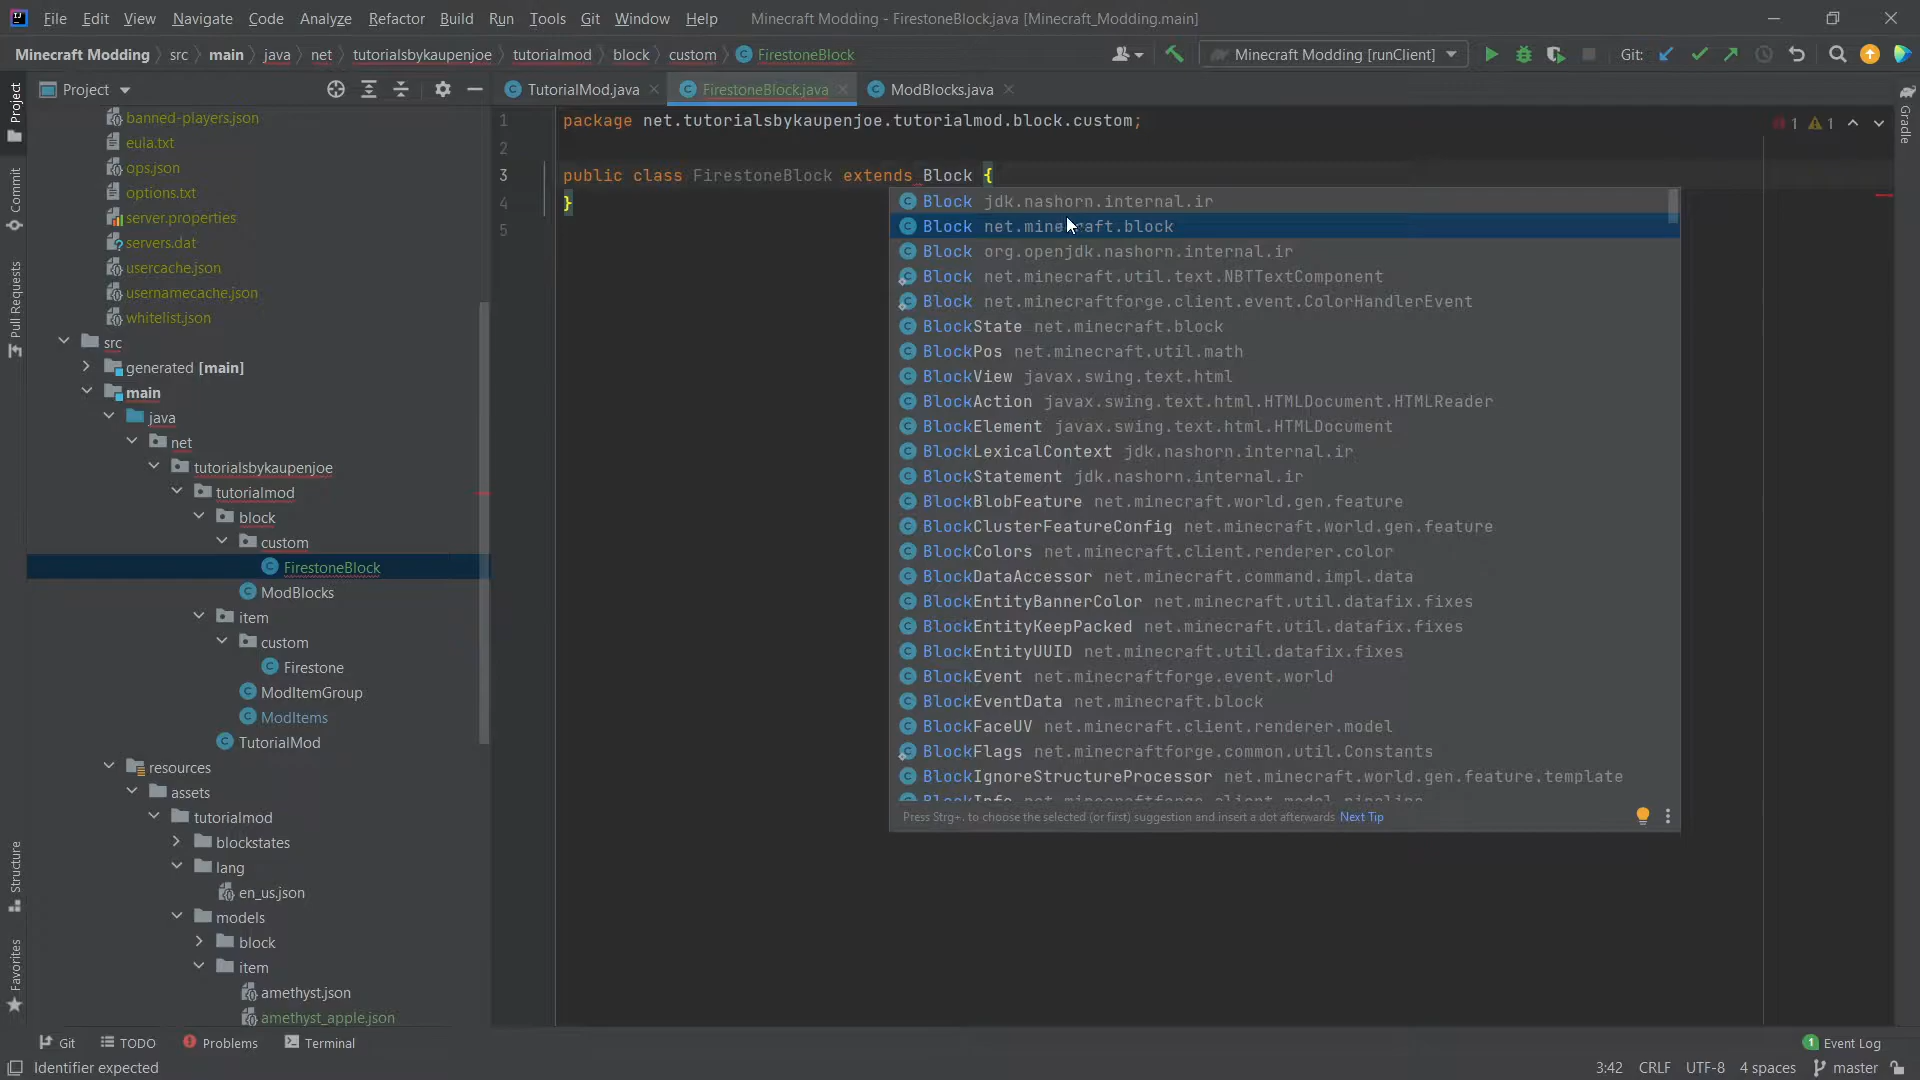 File Edit View Navigate Code Analyze Refactor Build Run Tools Git Window Help Minecraft Modding - FirestoneBlock.java [Minecraft_Modding.main]
Minecraft Modding src main java net tutorialsbykaupenjoe tutorialmod block custom FirestoneBlock Minecraft Modding [runClient] Git:
Project
TutorialMod.java FirestoneBlock.java ModBlocks.java
Project
Commit
Pull Requests
Structure
Favorites
banned-players.json
eula.txt
ops.json
options.txt
server.properties
servers.dat
usercache.json
usernamecache.json
whitelist.json
src
generated [main]
main
java
net
tutorialsbykaupenjoe
tutorialmod
block
custom
FirestoneBlock
ModBlocks
item
custom
Firestone
ModItemGroup
ModItems
TutorialMod
resources
assets
tutorialmod
blockstates
lang
en_us.json
models
block
item
amethyst.json
amethyst_apple.json
1 package net.tutorialsbykaupenjoe.tutorialmod.block.custom;
2
3 public class FirestoneBlock extends Block {
4 }
5
1 1
Block jdk.nashorn.internal.ir
Block net.minecraft.block
Block org.openjdk.nashorn.internal.ir
Block net.minecraft.util.text.NBTTextComponent
Block net.minecraftforge.client.event.ColorHandlerEvent
BlockState net.minecraft.block
BlockPos net.minecraft.util.math
BlockView javax.swing.text.html
BlockAction javax.swing.text.html.HTMLDocument.HTMLReader
BlockElement javax.swing.text.html.HTMLDocument
BlockLexicalContext jdk.nashorn.internal.ir
BlockStatement jdk.nashorn.internal.ir
BlockBlobFeature net.minecraft.world.gen.feature
BlockClusterFeatureConfig net.minecraft.world.gen.feature
BlockColors net.minecraft.client.renderer.color
BlockDataAccessor net.minecraft.command.impl.data
BlockEntityBannerColor net.minecraft.util.datafix.fixes
BlockEntityKeepPacked net.minecraft.util.datafix.fixes
BlockEntityUUID net.minecraft.util.datafix.fixes
BlockEvent net.minecraftforge.event.world
BlockEventData net.minecraft.block
BlockFaceUV net.minecraft.client.renderer.model
BlockFlags net.minecraftforge.common.util.Constants
BlockIgnoreStructureProcessor net.minecraft.world.gen.feature.template
BlockInfo net.minecraftforge.client.model.pipeline
Press Strg+. to choose the selected (or first) suggestion and insert a dot afterwards Next Tip
Gradle
Git TODO Problems Terminal 1 Event Log
Identifier expected 3:42 CRLF UTF-8 4 spaces master